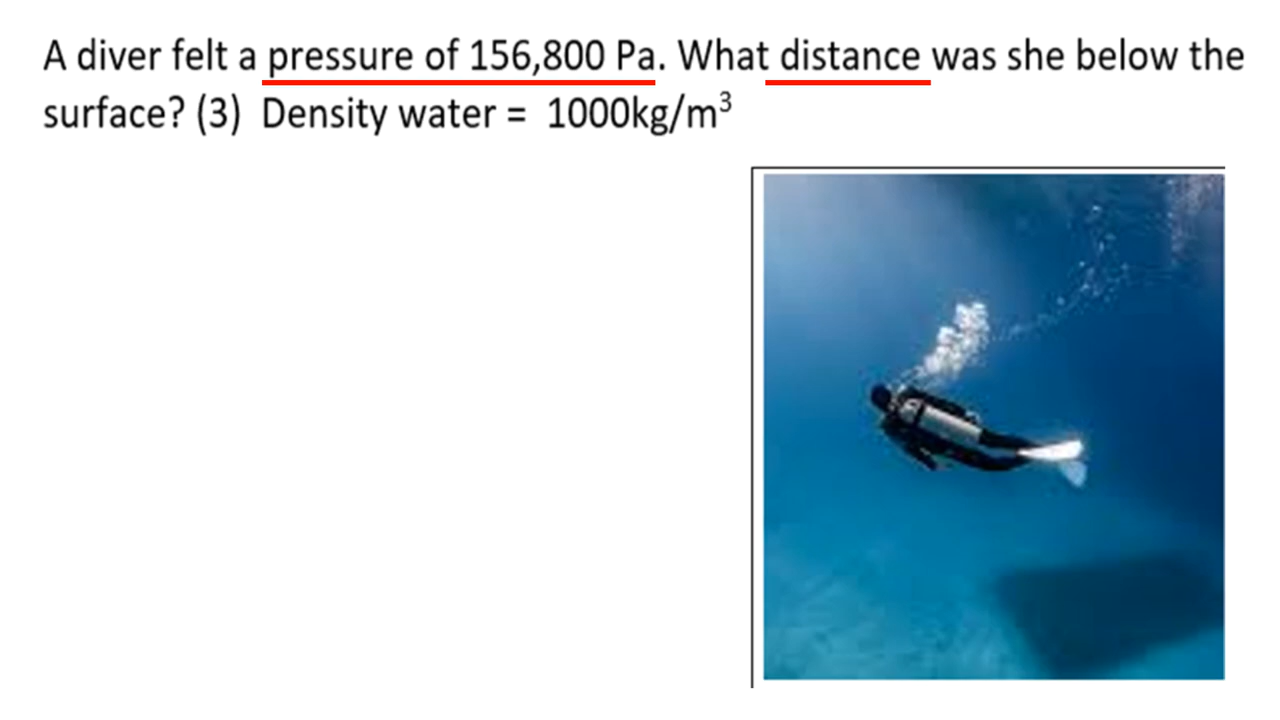 A diver felt a pressure of 156,800 Pa. What distance was she below the
surface? (3)  Density water =  1000kg/m³